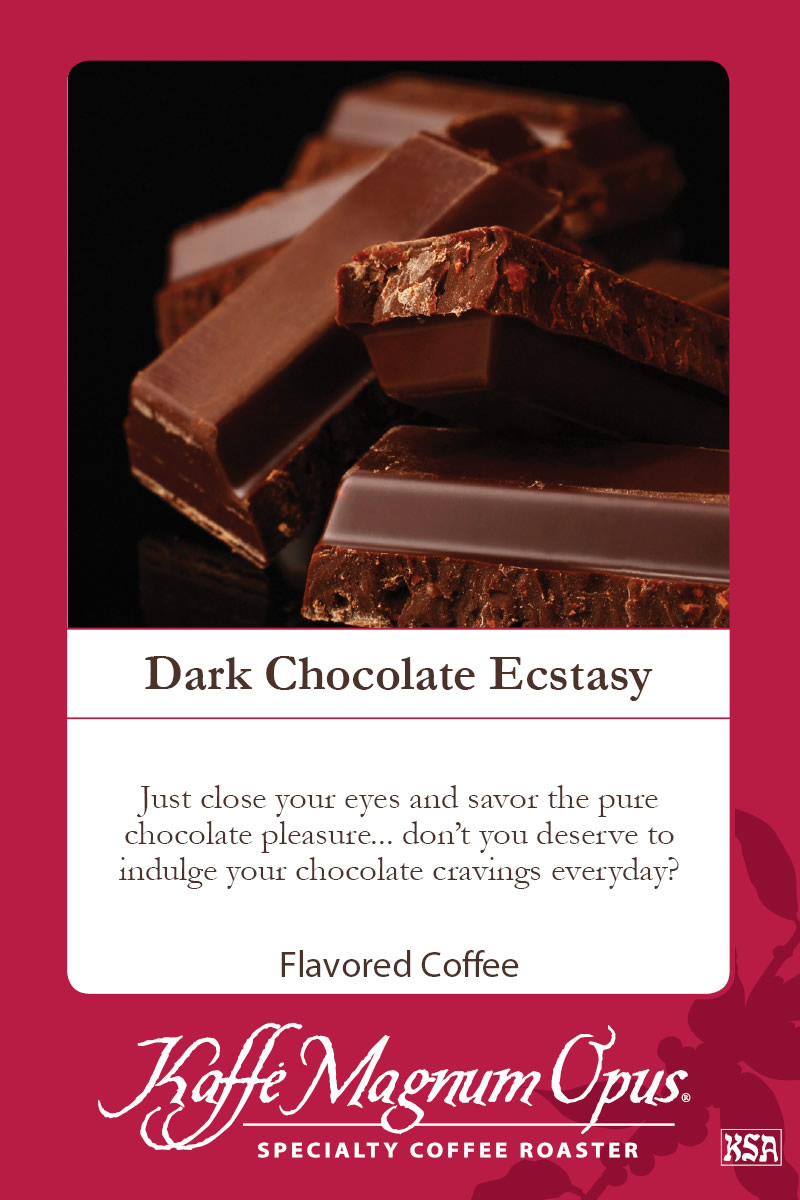 Dark Chocolate Ecstasy
Just close your eyes and savor the pure
chocolate pleasure... don’t you deserve to
indulge your chocolate cravings everyday?
Flavored Coffee
Kaffé Magnum Opus®
SPECIALTY COFFEE ROASTER
KSA